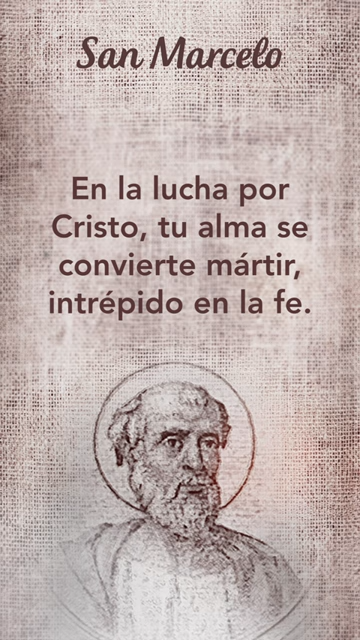 San Marcelo
En la lucha por
Cristo, tu alma se
convierte mártir,
intrépido en la fe.